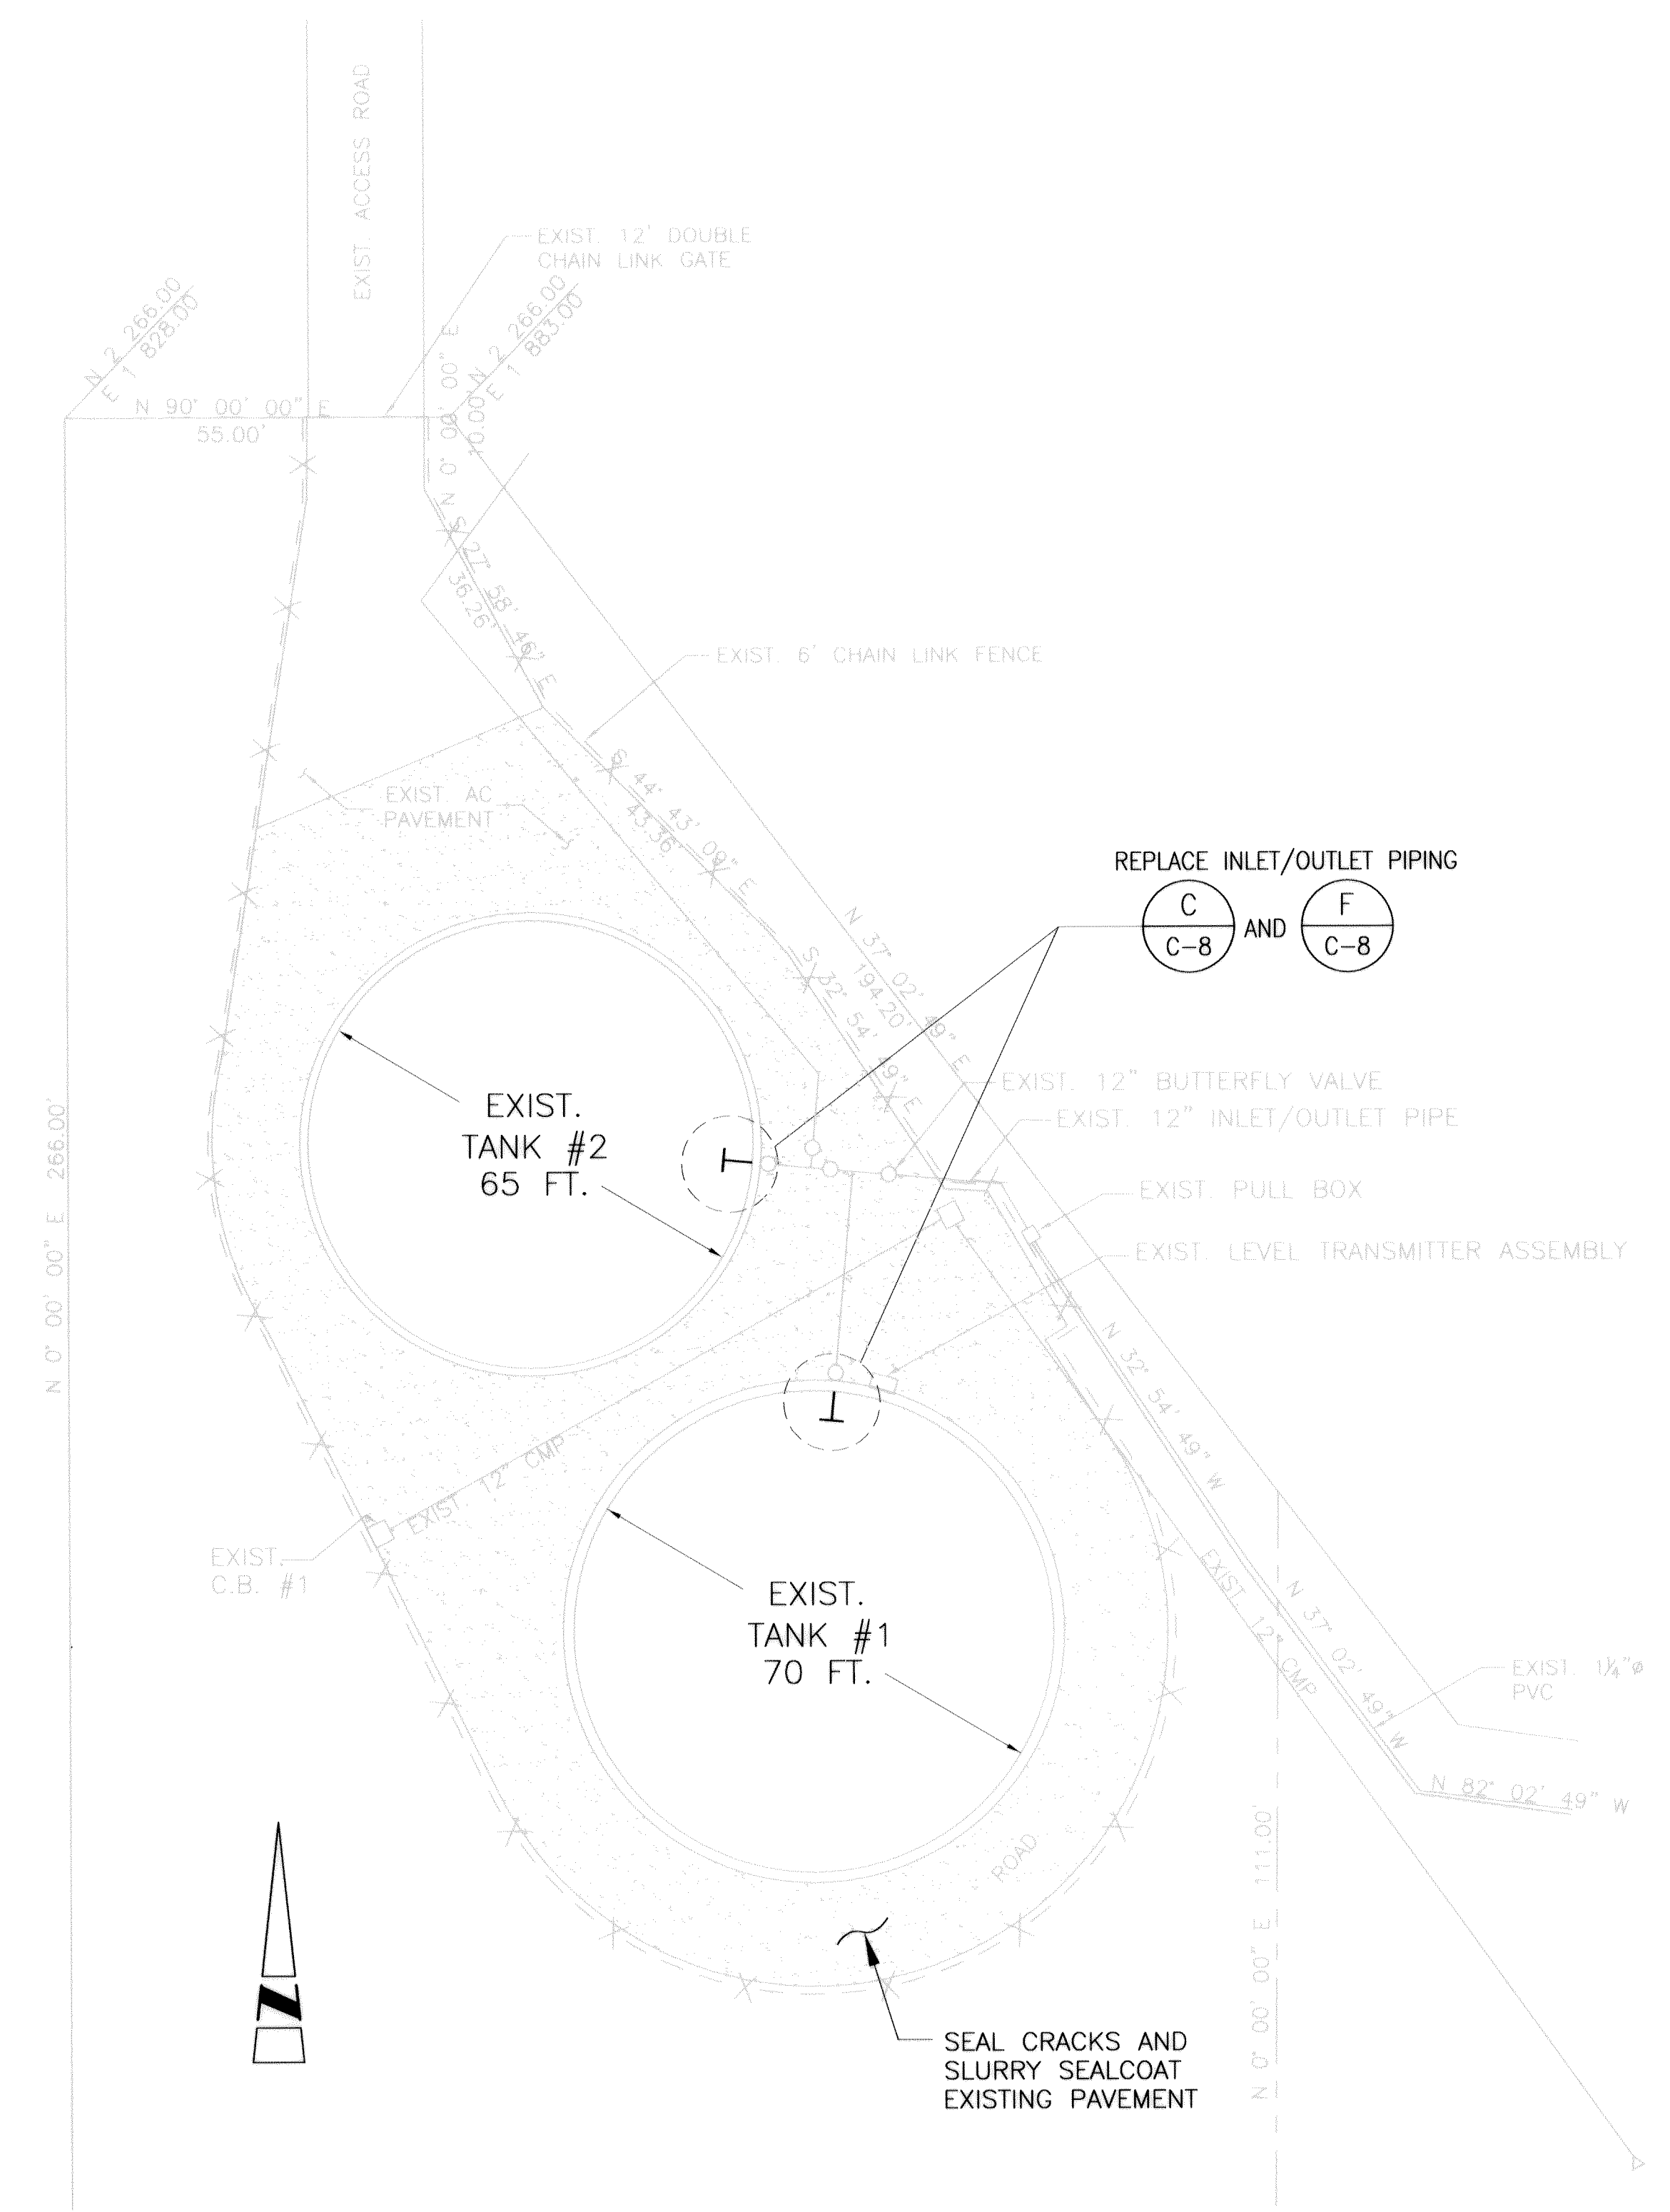 EXIST. ACCESS ROAD
EXIST. 12' DOUBLE
CHAIN LINK GATE
N 2 266.00
E 1 828.00
N 2 266.00
E 1 883.00
N 90° 00' 00" E
55.00'
N 0° 00' 00" E
10.00'
S 27° 58' 46" E
36.26'
EXIST. 6' CHAIN LINK FENCE
S 44° 43' 09" E
43.36'
EXIST. AC
PAVEMENT
REPLACE INLET/OUTLET PIPING
C
C-8
AND
F
C-8
N 37° 02' 49" E
194.20'
S 32° 54' 49" E
EXIST. 12" BUTTERFLY VALVE
EXIST. 12" INLET/OUTLET PIPE
EXIST.
TANK #2
65 FT.
EXIST. PULL BOX
EXIST. LEVEL TRANSMITTER ASSEMBLY
N 0° 00' 00" E 266.00'
N 32° 54' 49" W
EXIST 12" CMP
EXIST.
C.B. #1
EXIST.
TANK #1
70 FT.
EXIST. 12" CMP
N 37° 02' 49" W
EXIST. 1¼"ø
PVC
N 82° 02' 49" W
ROAD
N 0° 00' 00" E 111.00'
N
SEAL CRACKS AND
SLURRY SEALCOAT
EXISTING PAVEMENT